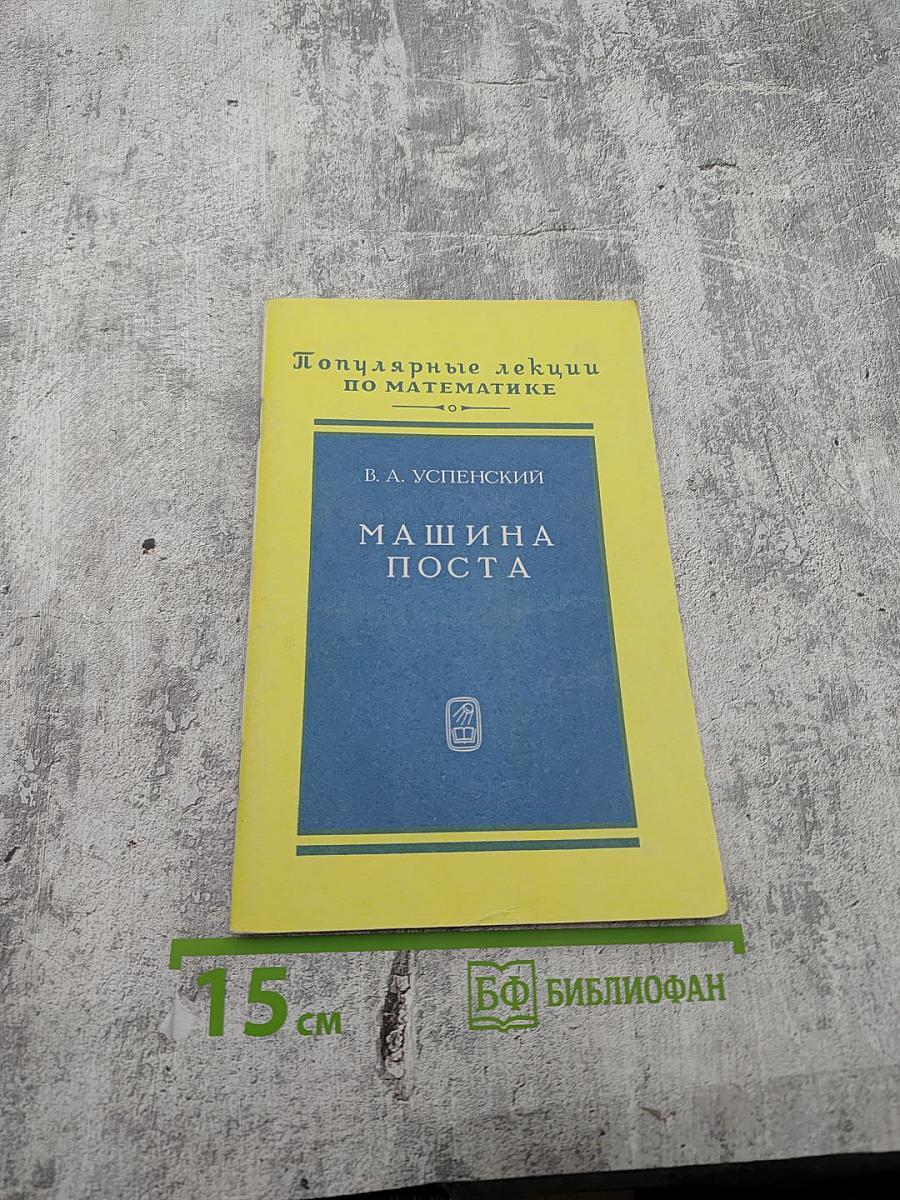 Популярные лекции
ПО МАТЕМАТИКЕ
В. А. УСПЕНСКИЙ
МАШИНА
ПОСТА
15 см
БФ БИБЛИОФАН